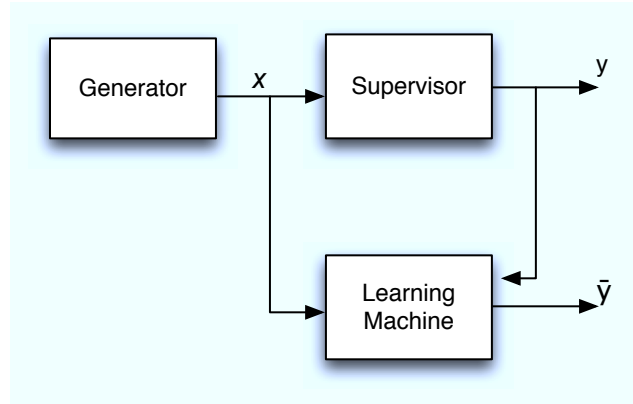 Generator
x
Supervisor
y
Learning
Machine
ȳ